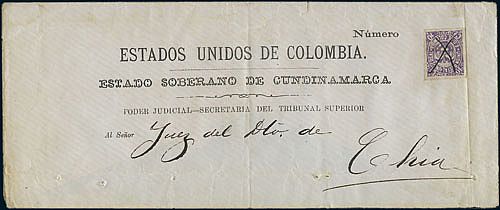 Número
ESTADOS UNIDOS DE COLOMBIA.
ESTADO SOBERANO DE CUNDINAMARCA
PODER JUDICIAL—SECRETARIA DEL TRIBUNAL SUPERIOR
Al Señor Juez del Dto. de
Chia